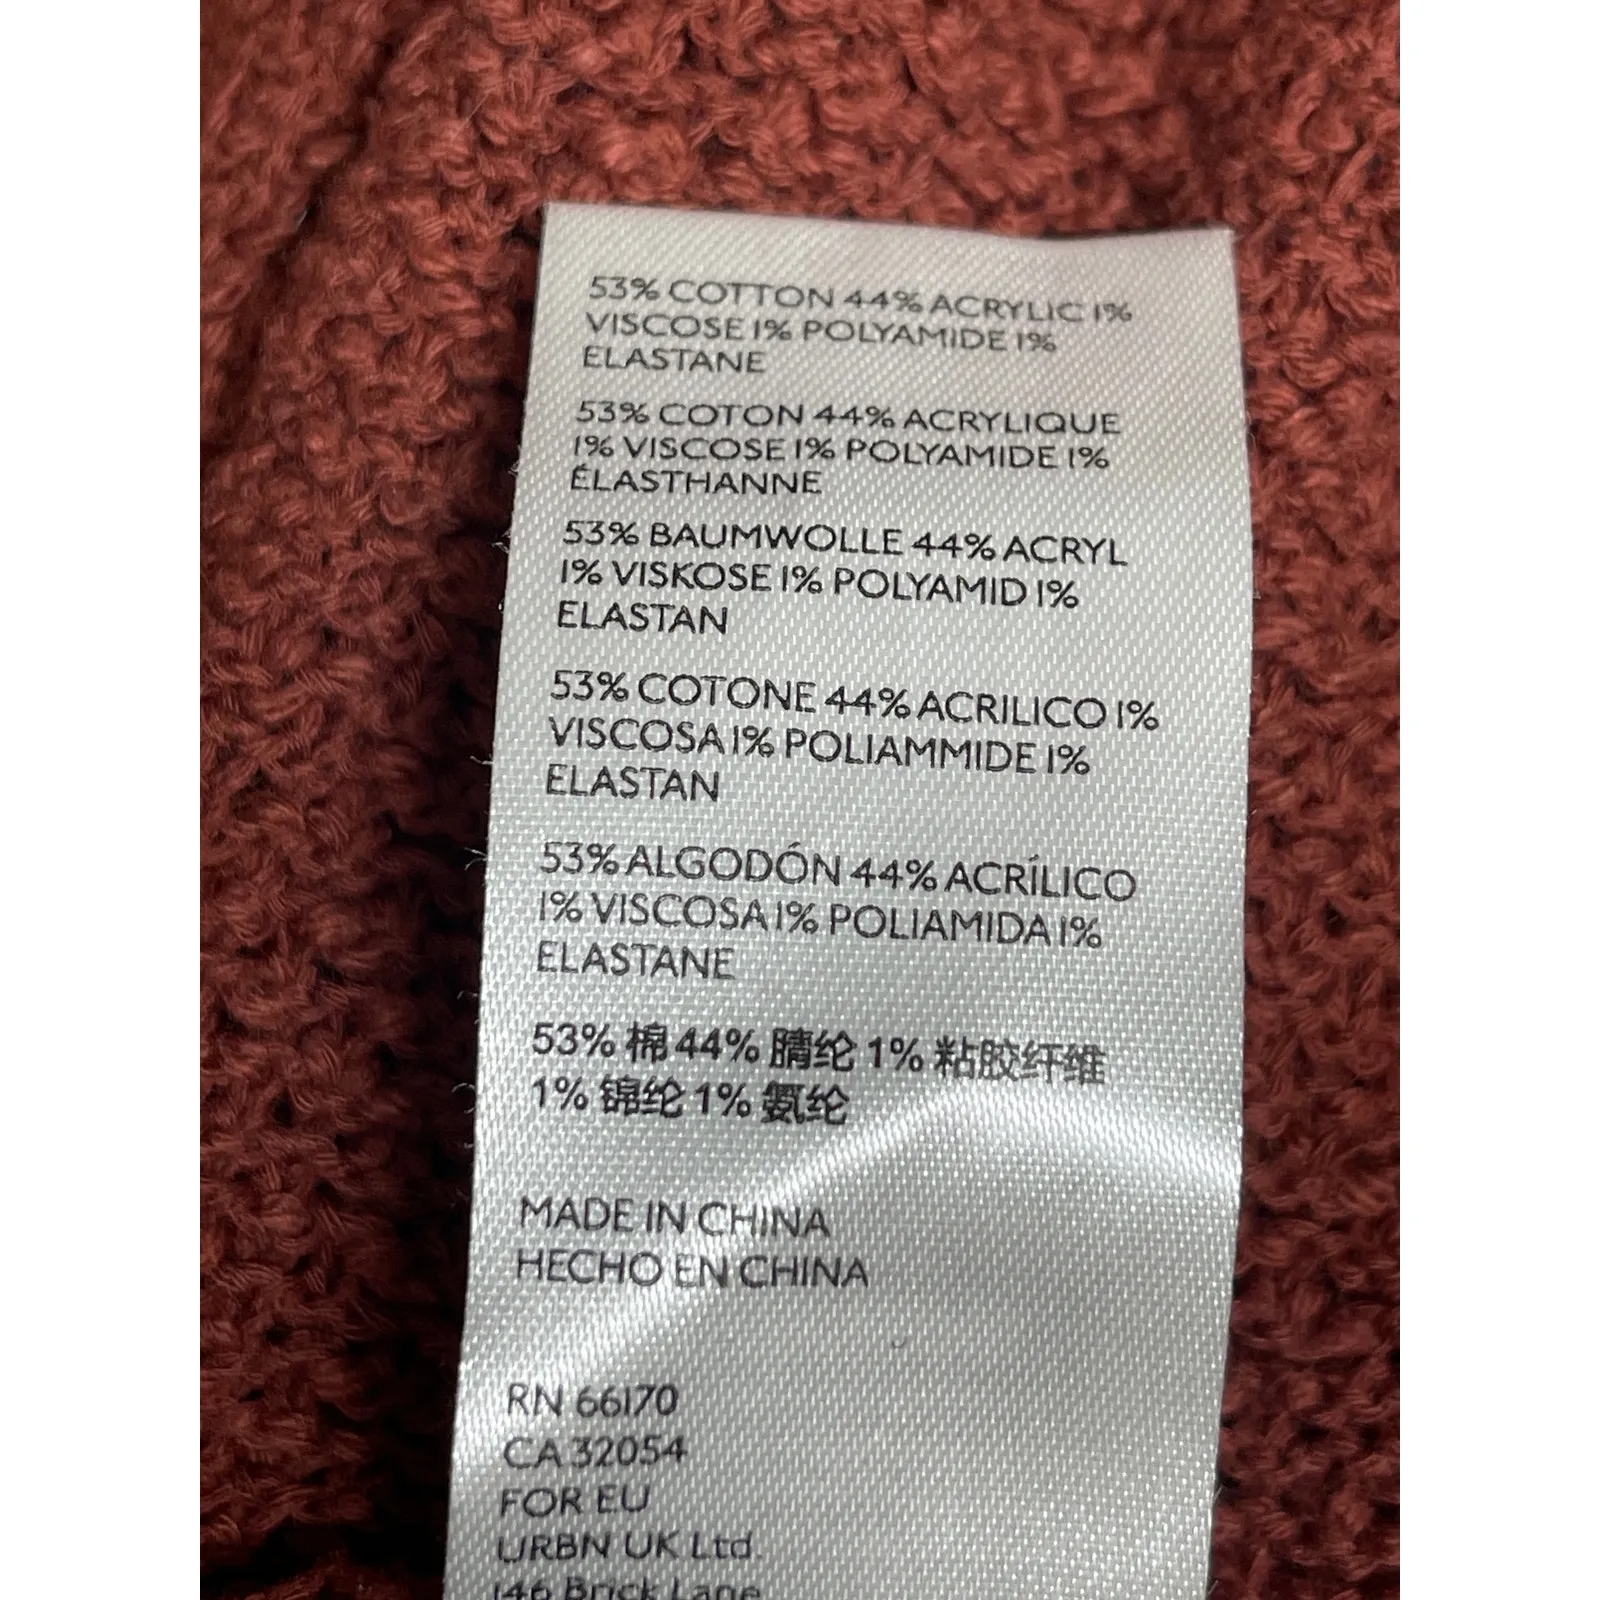 53% COTTON 44% ACRYLIC 1%
VISCOSE 1% POLYAMIDE 1%
ELASTANE
53% COTON 44% ACRYLIQUE
1% VISCOSE 1% POLYAMIDE 1%
ÉLASTHANNE
53% BAUMWOLLE 44% ACRYL
1% VISKOSE 1% POLYAMID 1%
ELASTAN
53% COTONE 44% ACRILICO 1%
VISCOSA 1% POLIAMMIDE 1%
ELASTAN
53% ALGODÓN 44% ACRÍLICO
1% VISCOSA 1% POLIAMIDA 1%
ELASTANE
53% 棉 44% 腈纶 1% 粘胶纤维
1% 锦纶 1% 氨纶
MADE IN CHINA
HECHO EN CHINA
RN 66170
CA 32054
FOR EU
URBN UK Ltd.
146 Brick Lane